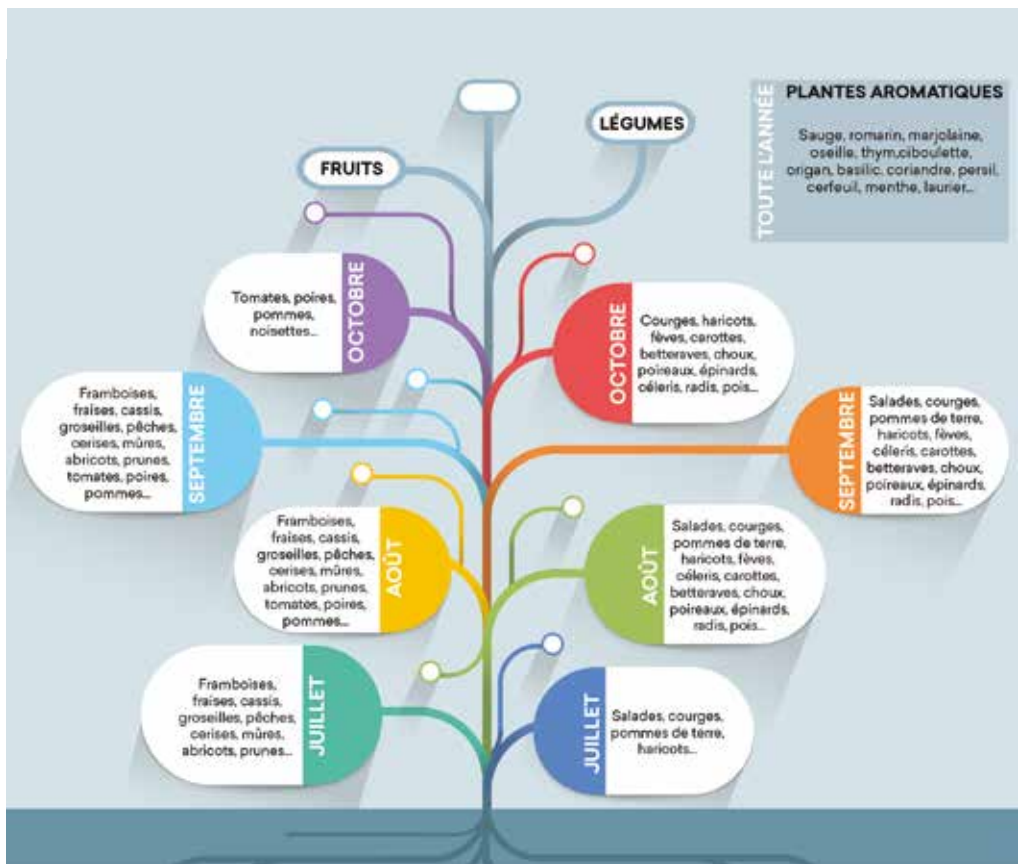 LÉGUMES
FRUITS
TOUTE L'ANNÉE
PLANTES AROMATIQUES
Sauge, romarin, marjolaine,
oseille, thym,ciboulette,
origan, basilic, coriandre, persil,
cerfeuil, menthe, laurier...
Tomates, poires,
pommes,
noisettes...
OCTOBRE
OCTOBRE
Courges, haricots,
fèves, carottes,
betteraves, choux,
poireaux, épinards,
céleris, radis, pois...
Framboises,
fraises, cassis,
groseilles, pêches,
cerises, mûres,
abricots, prunes,
tomates, poires,
pommes...
SEPTEMBRE
SEPTEMBRE
Salades, courges,
pommes de terre,
haricots, fèves,
céleris, carottes,
betteraves, choux,
poireaux, épinards,
radis, pois...
Framboises,
fraises, cassis,
groseilles, pêches,
cerises, mûres,
abricots, prunes,
tomates, poires,
pommes...
AOÛT
AOÛT
Salades, courges,
pommes de terre,
haricots, fèves,
céleris, carottes,
betteraves, choux,
poireaux, épinards,
radis, pois...
Framboises,
fraises, cassis,
groseilles, pêches,
cerises, mûres,
abricots, prunes...
JUILLET
JUILLET
Salades, courges,
pommes de terre,
haricots...